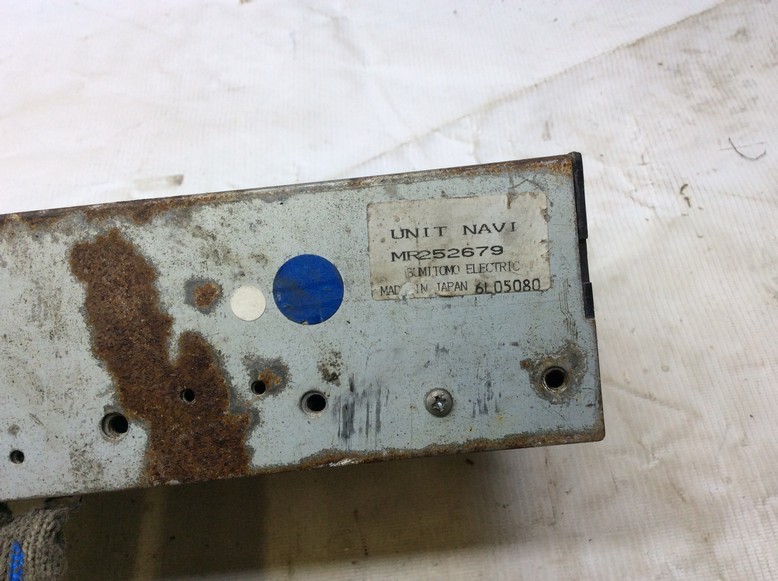 UNIT NAVI
MR252679
SUMITOMO ELECTRIC
MADE IN JAPAN 6L05080